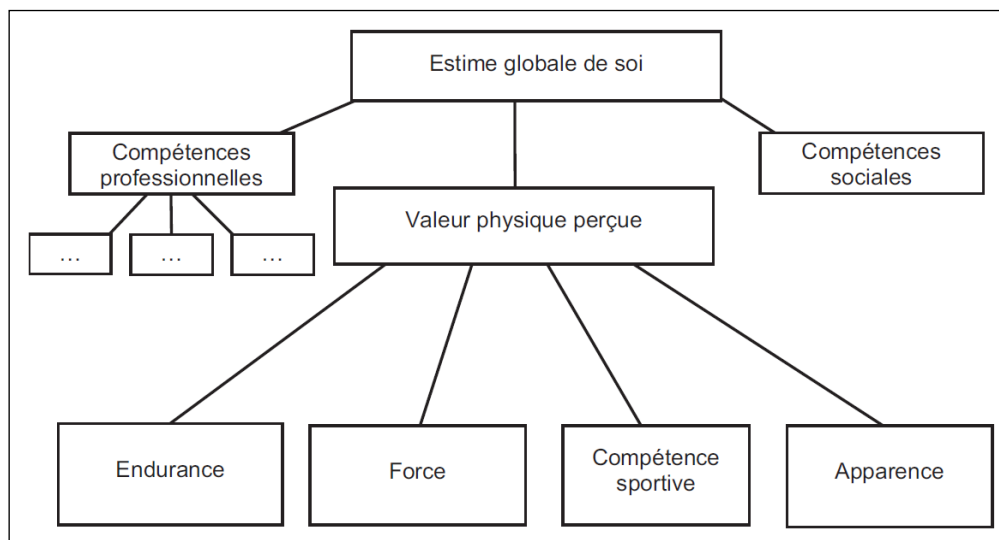 Estime globale de soi
Compétences
professionnelles
Compétences
sociales
Valeur physique perçue
…
…
…
Endurance
Force
Compétence
sportive
Apparence